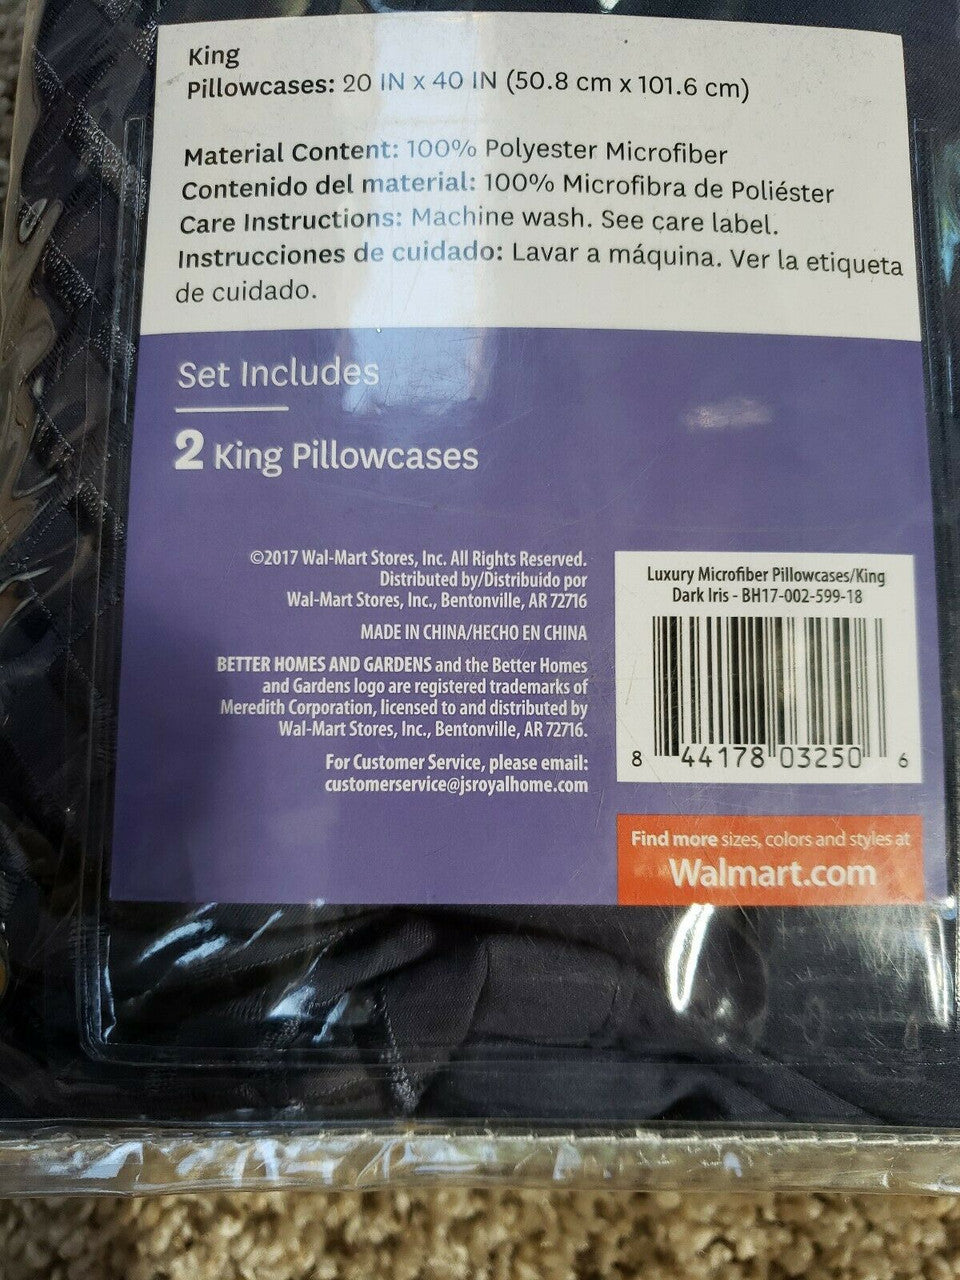 King
Pillowcases: 20 IN x 40 IN (50.8 cm x 101.6 cm)
Material Content: 100% Polyester Microfiber
Contenido del material: 100% Microfibra de Poliéster
Care Instructions: Machine wash. See care label.
Instrucciones de cuidado: Lavar a máquina. Ver la etiqueta
de cuidado.
Set Includes
2 King Pillowcases
©2017 Wal-Mart Stores, Inc. All Rights Reserved.
Distributed by/Distribuido por
Wal-Mart Stores, Inc., Bentonville, AR 72716
MADE IN CHINA/HECHO EN CHINA
BETTER HOMES AND GARDENS and the Better Homes
and Gardens logo are registered trademarks of
Meredith Corporation, licensed to and distributed by
Wal-Mart Stores, Inc., Bentonville, AR 72716.
For Customer Service, please email:
customerservice@jsroyalhome.com
Luxury Microfiber Pillowcases/King
Dark Iris - BH17-002-599-18
8 44178 03250 6
Find more sizes, colors and styles at
Walmart.com